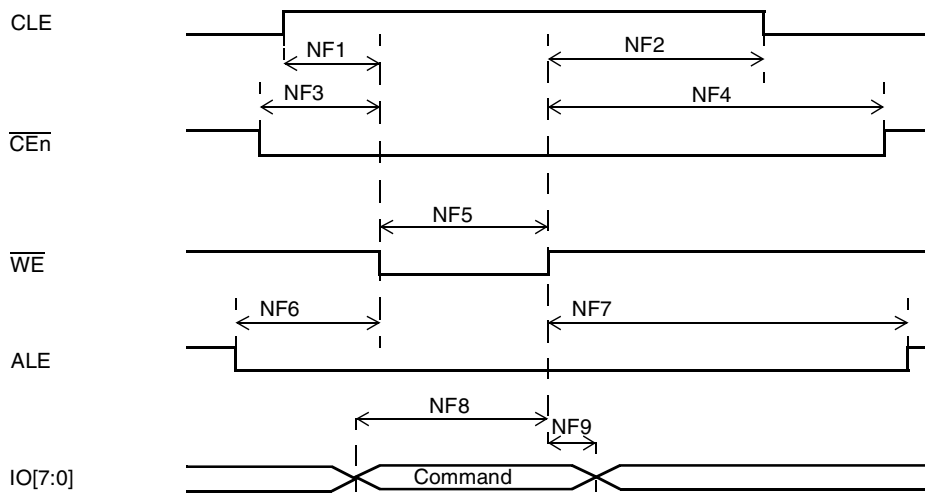 CLE
NF1
NF2
NF3
NF4
CEn
NF5
WE
NF6
NF7
ALE
NF8
NF9
IO[7:0]
Command